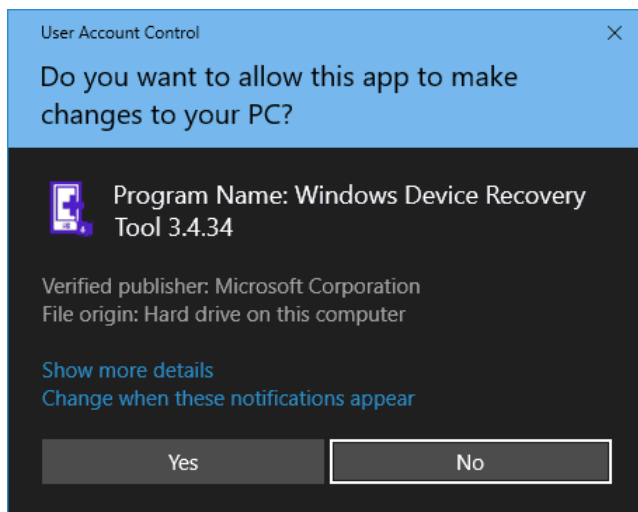 User Account Control
Do you want to allow this app to make
changes to your PC?
Program Name: Windows Device Recovery
Tool 3.4.34
Verified publisher: Microsoft Corporation
File origin: Hard drive on this computer
Show more details
Change when these notifications appear
Yes
No